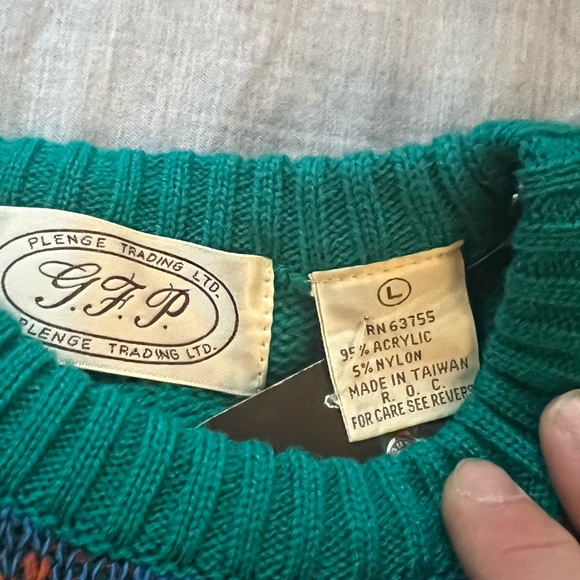 PLENGE TRADING LTD.
G.F.P.
PLENGE TRADING LTD.
L
RN 63755
95% ACRYLIC
5% NYLON
MADE IN TAIWAN
R. O. C.
FOR CARE SEE REVERS